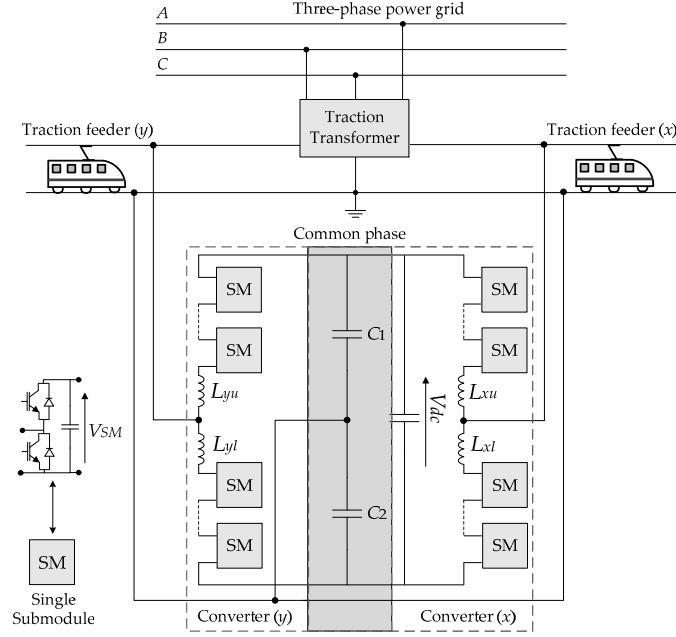 Three-phase power grid
A
B
C
Traction
Transformer
Traction feeder (y)
Traction feeder (x)
Common phase
SM
SM
SM
SM
C1
Lyu
Lxu
Vdc
Lyl
Lxl
VSM
SM
SM
C2
SM
SM
SM
Single
Submodule
Converter (y)
Converter (x)